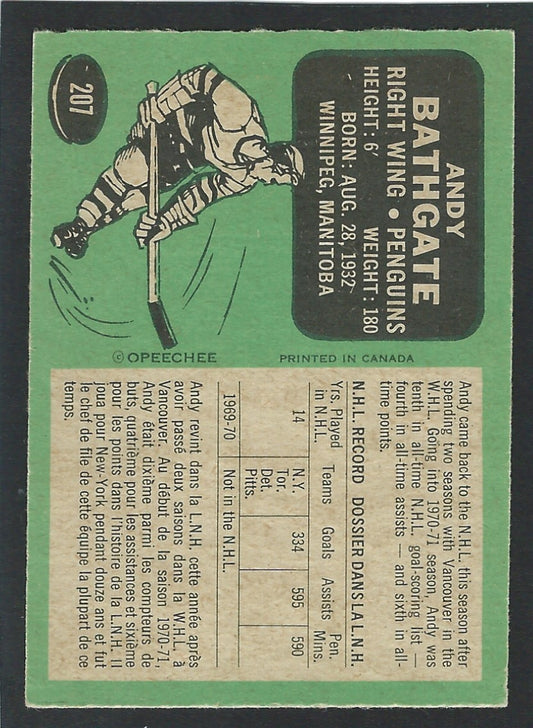 207
ANDY
BATHGATE
RIGHT WING • PENGUINS
HEIGHT: 6' WEIGHT: 180
BORN: AUG. 28, 1932
WINNIPEG, MANITOBA
© OPEECHEE PRINTED IN CANADA
Andy came back to the N.H.L. this season after
spending two seasons with Vancouver in the
W.H.L. Going into 1970-71 season, Andy was
tenth in all-time N.H.L. goal-scoring list —
fourth in all-time assists — and sixth in all-
time points.
N.H.L. RECORD DOSSIER DANS LA L.N.H.
Yrs. Played Teams Goals Assists Pen.
in N.H.L. Mins.
14 N.Y. 334 595 590
Tor.
Det.
Pitts.
1969-70 Not in the N.H.L.
Andy revint dans la L.N.H. cette année après
avoir passé deux saisons dans la W.H.L. à
Vancouver. Au début de la saison 1970-71,
Andy était dixième parmi les compteurs de
buts, quatrième pour les assistances et sixième
pour les points dans l'histoire de la L.N.H. Il
joua pour New-York pendant douze ans et fut
le chef de file de cette équipe la plupart de ce
temps.